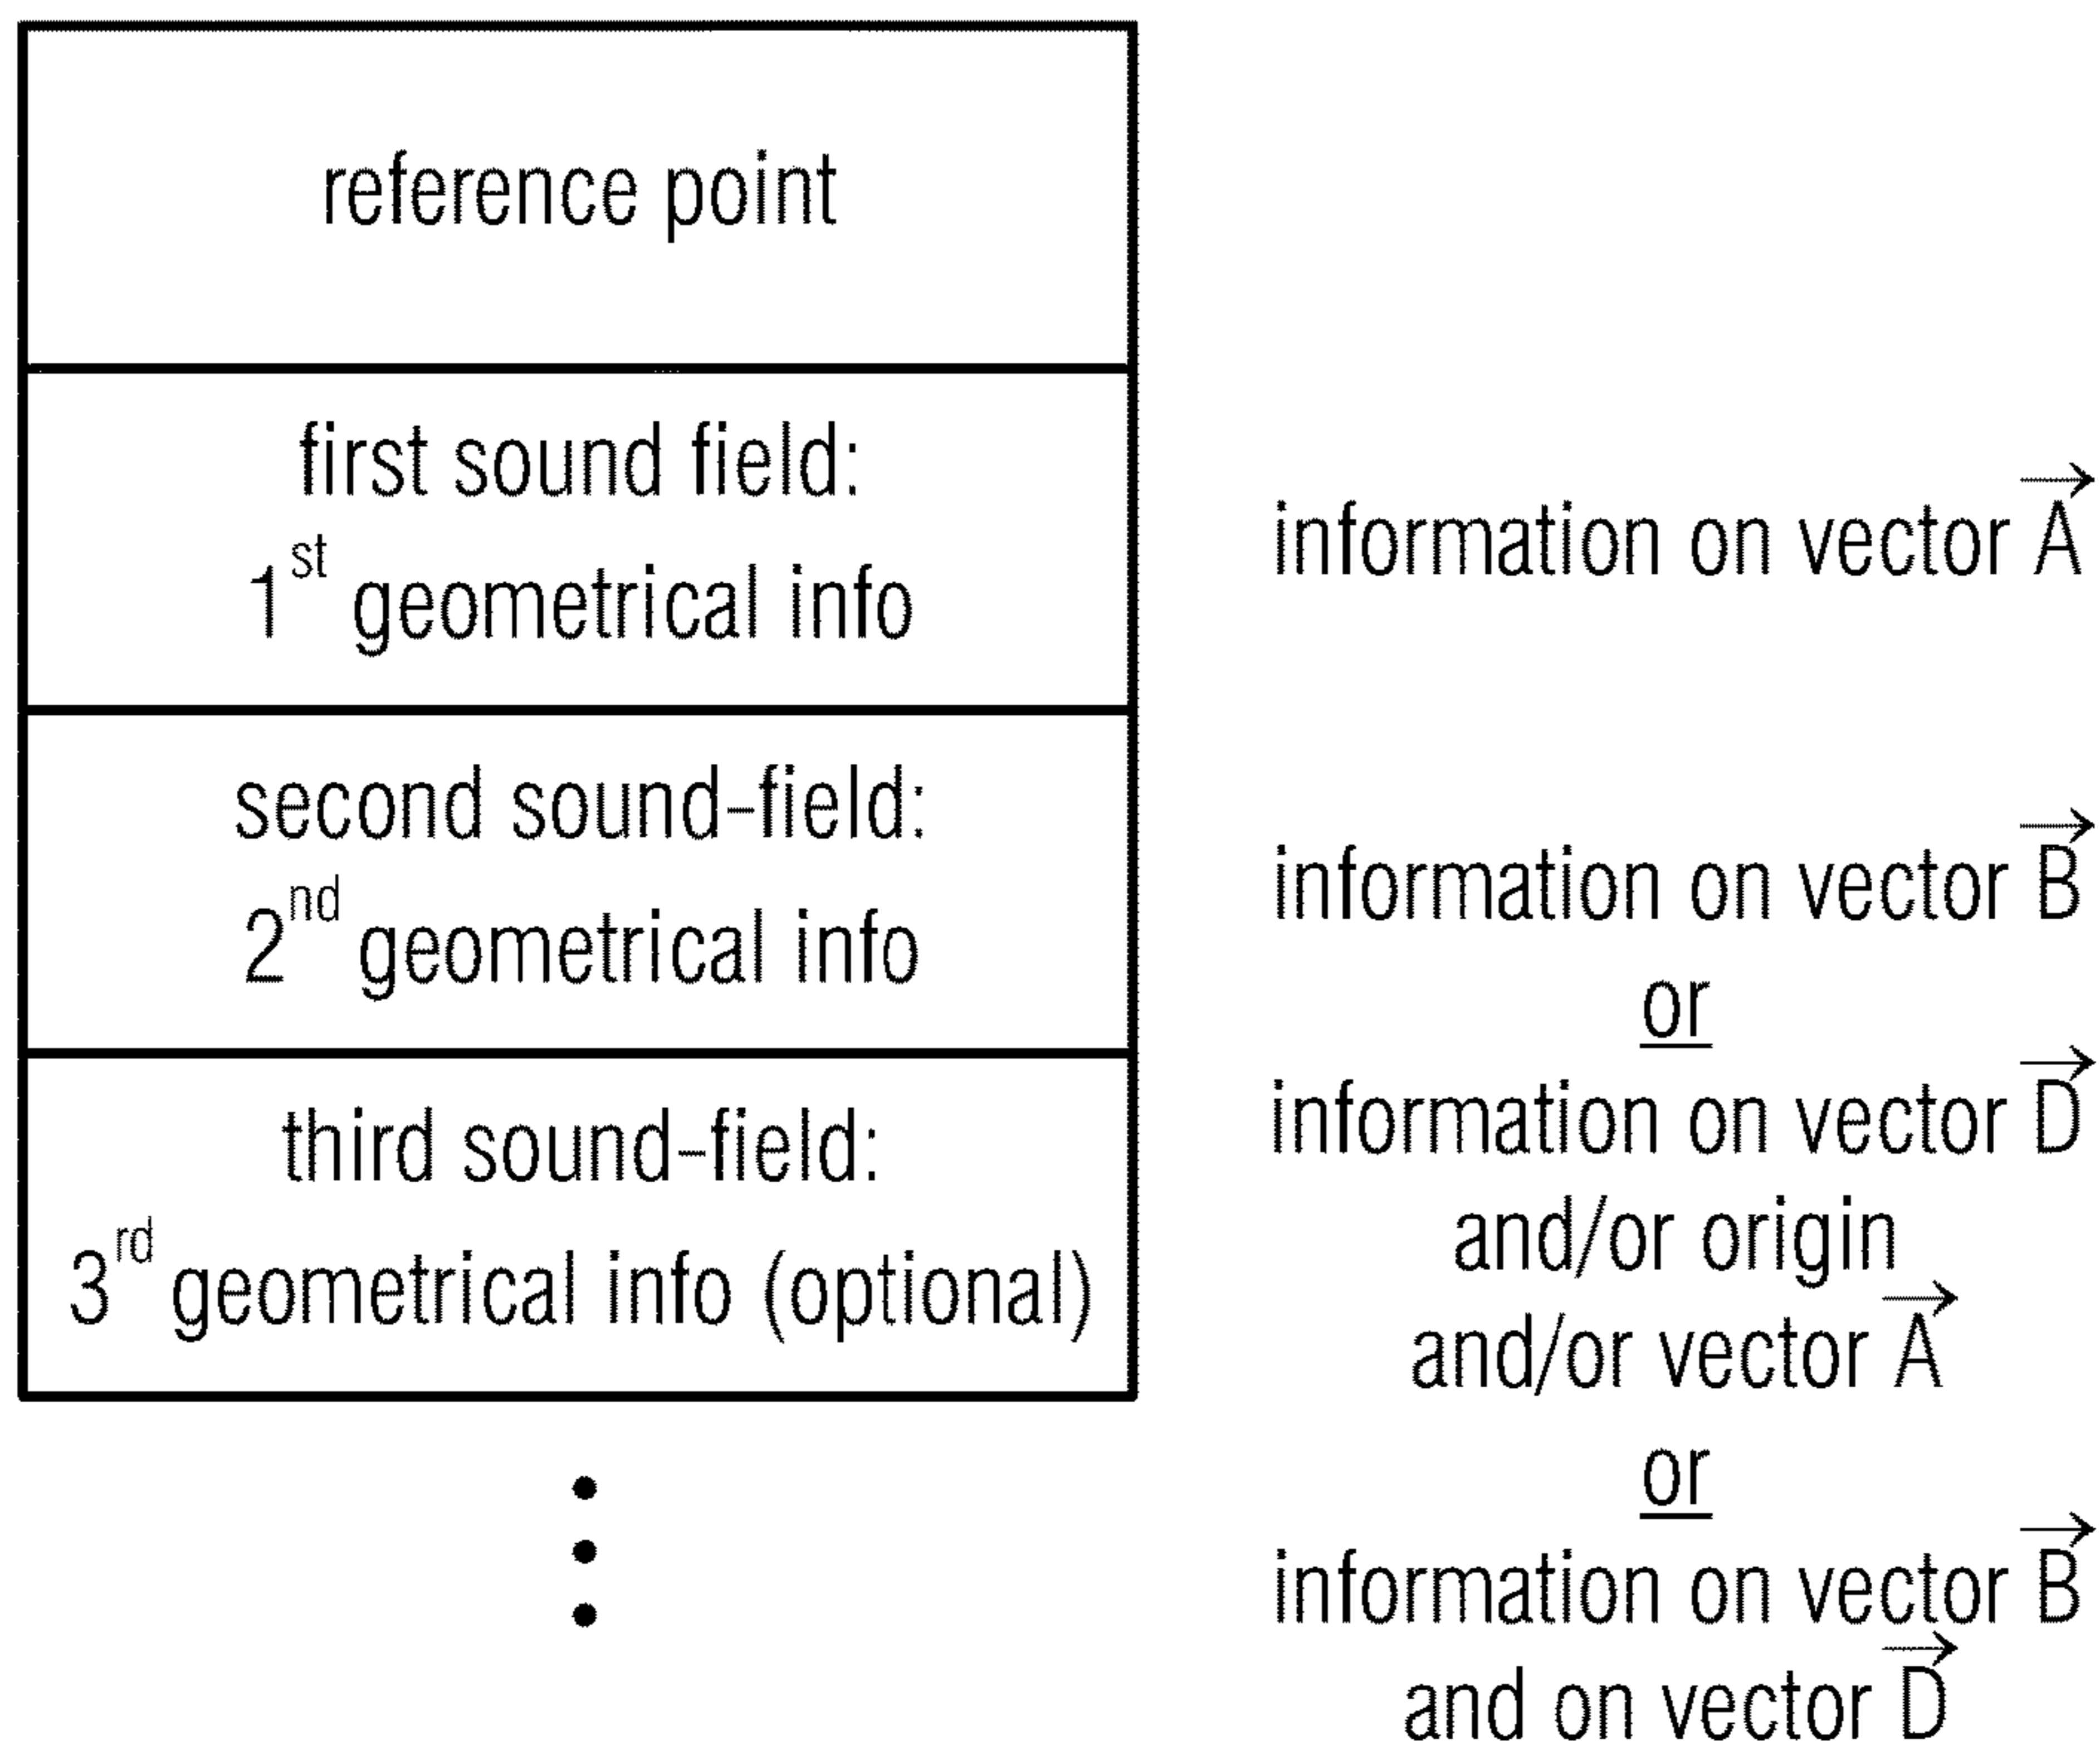 reference point
first sound field:
1st geometrical info
information on vector A⃗
second sound-field:
2nd geometrical info
information on vector B⃗
or
information on vector D⃗
and/or origin
and/or vector A⃗
or
information on vector B⃗
and on vector D⃗
third sound-field:
3rd geometrical info (optional)